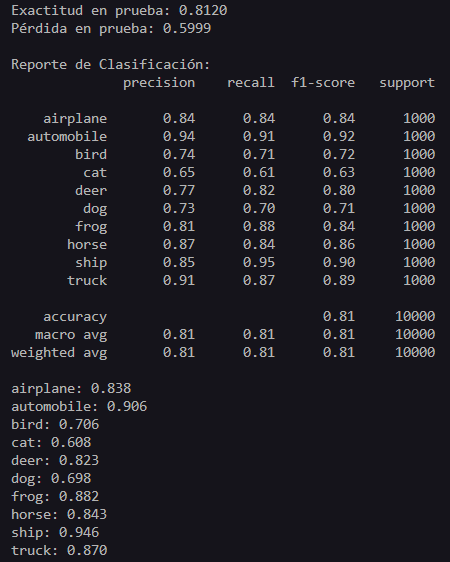 Exactitud en prueba: 0.8120
Pérdida en prueba: 0.5999
Reporte de Clasificación:
precision recall f1-score support
airplane 0.84 0.84 0.84 1000
automobile 0.94 0.91 0.92 1000
bird 0.74 0.71 0.72 1000
cat 0.65 0.61 0.63 1000
deer 0.77 0.82 0.80 1000
dog 0.73 0.70 0.71 1000
frog 0.81 0.88 0.84 1000
horse 0.87 0.84 0.86 1000
ship 0.85 0.95 0.90 1000
truck 0.91 0.87 0.89 1000
accuracy 0.81 10000
macro avg 0.81 0.81 0.81 10000
weighted avg 0.81 0.81 0.81 10000
airplane: 0.838
automobile: 0.906
bird: 0.706
cat: 0.608
deer: 0.823
dog: 0.698
frog: 0.882
horse: 0.843
ship: 0.946
truck: 0.870